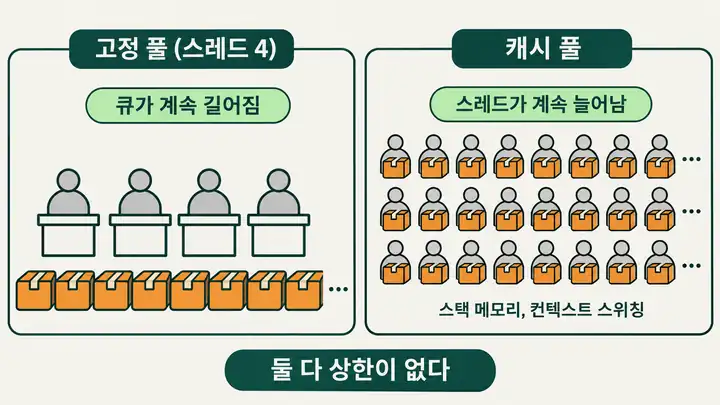 고정 풀 (스레드 4)
큐가 계속 길어짐
...
캐시 풀
스레드가 계속 늘어남
...
...
...
스택 메모리, 컨텍스트 스위칭
둘 다 상한이 없다